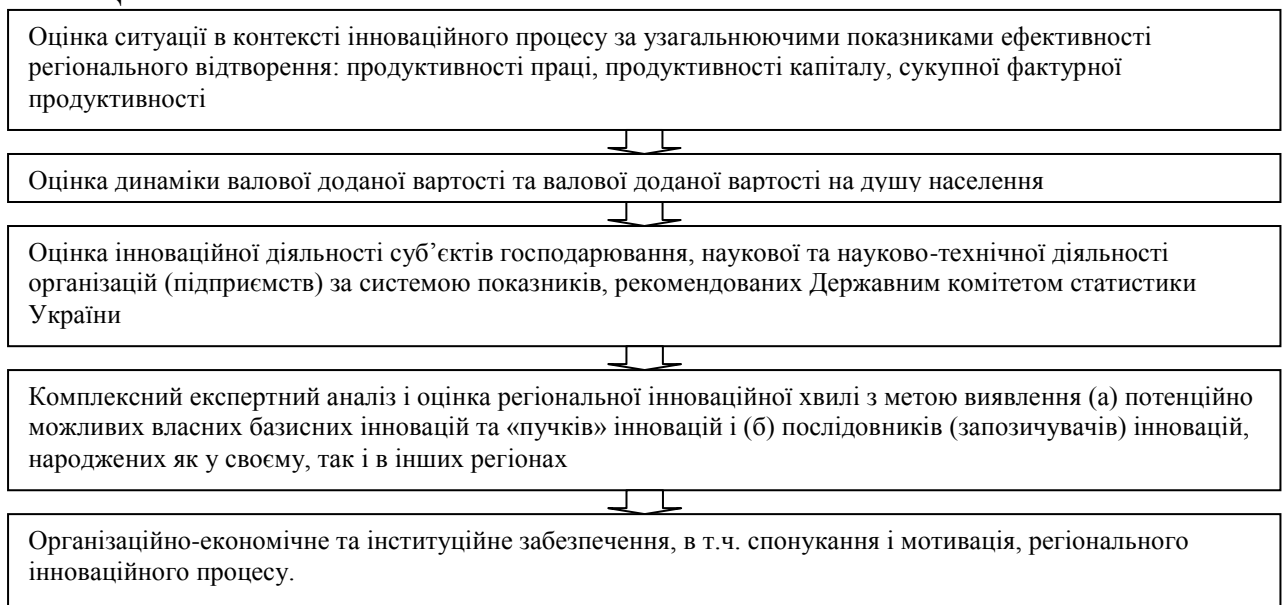 Оцінка ситуації в контексті інноваційного процесу за узагальнюючими показниками ефективності
регіонального відтворення: продуктивності праці, продуктивності капіталу, сукупної фактурної
продуктивності
Оцінка динаміки валової доданої вартості та валової доданої вартості на душу населення
Оцінка інноваційної діяльності суб’єктів господарювання, наукової та науково-технічної діяльності
організацій (підприємств) за системою показників, рекомендованих Державним комітетом статистики
України
Комплексний експертний аналіз і оцінка регіональної інноваційної хвилі з метою виявлення (а) потенційно
можливих власних базисних інновацій та «пучків» інновацій і (б) послідовників (запозичувачів) інновацій,
народжених як у своєму, так і в інших регіонах
Організаційно-економічне та інституційне забезпечення, в т.ч. спонукання і мотивація, регіонального
інноваційного процесу.